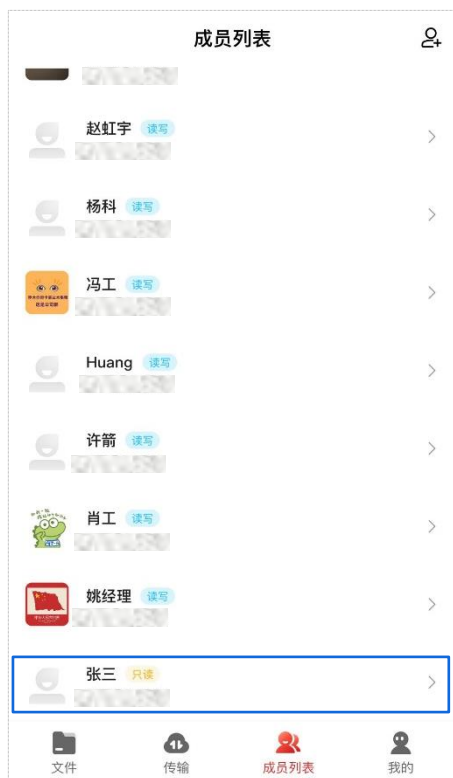 成员列表
赵虹宇 读写
杨科 读写
冯工 读写
Huang 读写
许箭 读写
肖工 读写
姚经理 读写
张三 只读
文件 传输 成员列表 我的